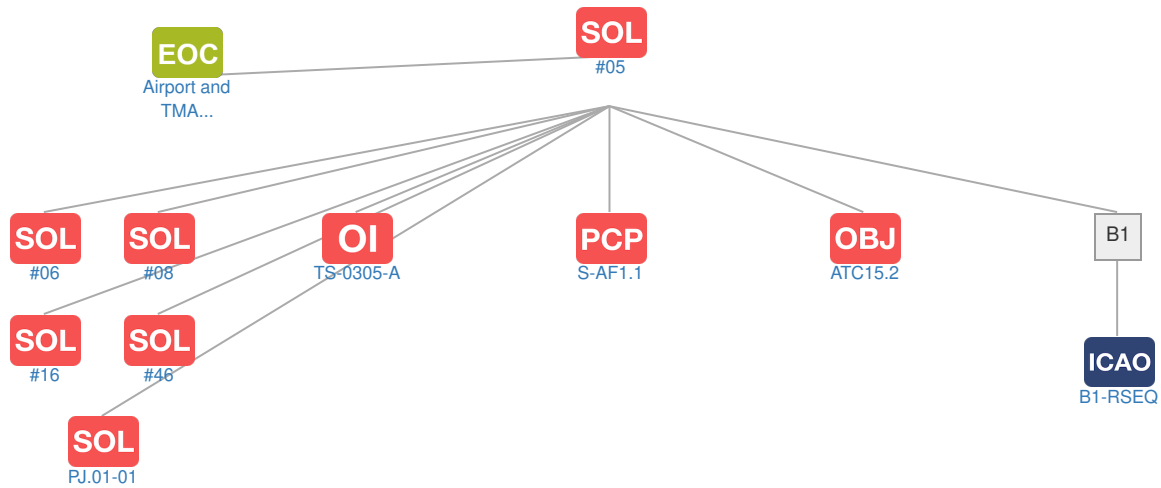 SOL
#05
EOC
Airport and
TMA...
SOL
#06
SOL
#08
OI
TS-0305-A
PCP
S-AF1.1
OBJ
ATC15.2
B1
SOL
#16
SOL
#46
ICAO
B1-RSEQ
SOL
PJ.01-01